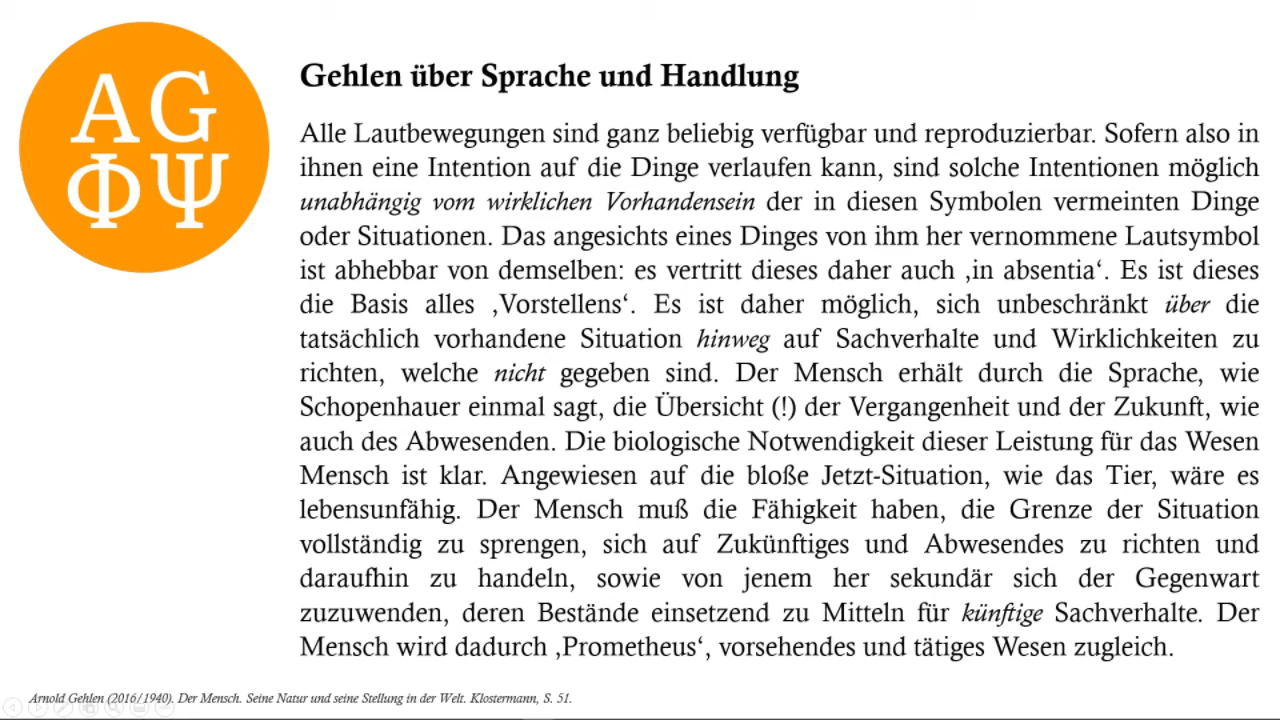 AG
ΦΨ
Gehlen über Sprache und Handlung
Alle Lautbewegungen sind ganz beliebig verfügbar und reproduzierbar. Sofern also in
ihnen eine Intention auf die Dinge verlaufen kann, sind solche Intentionen möglich
unabhängig vom wirklichen Vorhandensein der in diesen Symbolen vermeinten Dinge
oder Situationen. Das angesichts eines Dinges von ihm her vernommene Lautsymbol
ist abhebbar von demselben: es vertritt dieses daher auch ‚in absentia‘. Es ist dieses
die Basis alles ‚Vorstellens‘. Es ist daher möglich, sich unbeschränkt über die
tatsächlich vorhandene Situation hinweg auf Sachverhalte und Wirklichkeiten zu
richten, welche nicht gegeben sind. Der Mensch erhält durch die Sprache, wie
Schopenhauer einmal sagt, die Übersicht (!) der Vergangenheit und der Zukunft, wie
auch des Abwesenden. Die biologische Notwendigkeit dieser Leistung für das Wesen
Mensch ist klar. Angewiesen auf die bloße Jetzt-Situation, wie das Tier, wäre es
lebensunfähig. Der Mensch muß die Fähigkeit haben, die Grenze der Situation
vollständig zu sprengen, sich auf Zukünftiges und Abwesendes zu richten und
daraufhin zu handeln, sowie von jenem her sekundär sich der Gegenwart
zuzuwenden, deren Bestände einsetzend zu Mitteln für künftige Sachverhalte. Der
Mensch wird dadurch ‚Prometheus‘, vorsehendes und tätiges Wesen zugleich.
Arnold Gehlen (2016/1940). Der Mensch. Seine Natur und seine Stellung in der Welt. Klostermann, S. 51.